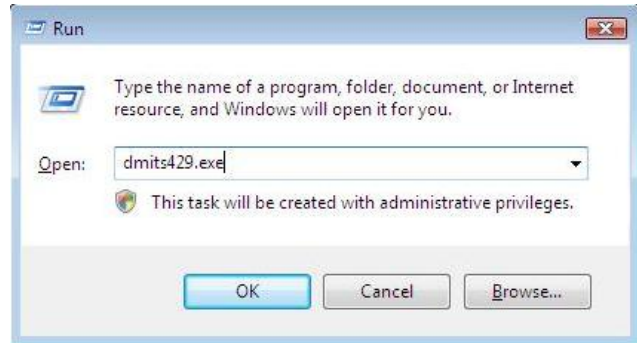 Run
Type the name of a program, folder, document, or Internet
resource, and Windows will open it for you.
Open: dmits429.exe
This task will be created with administrative privileges.
OK Cancel Browse...